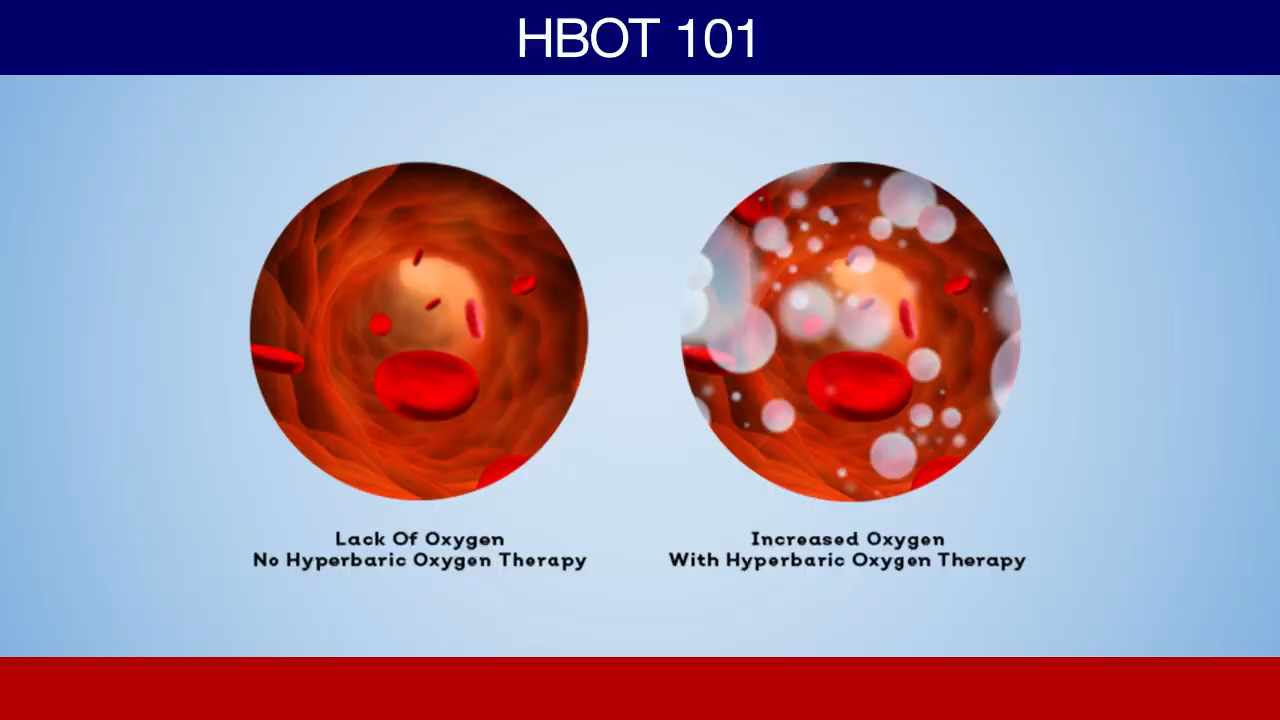 HBOT 101
Lack Of Oxygen
No Hyperbaric Oxygen Therapy
Increased Oxygen
With Hyperbaric Oxygen Therapy